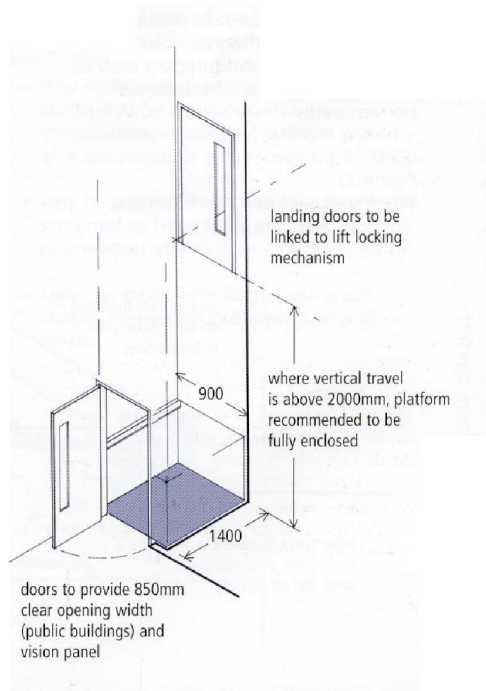 landing doors to be
linked to lift locking
mechanism
900
where vertical travel
is above 2000mm, platform
recommended to be
fully enclosed
1400
doors to provide 850mm
clear opening width
(public buildings) and
vision panel